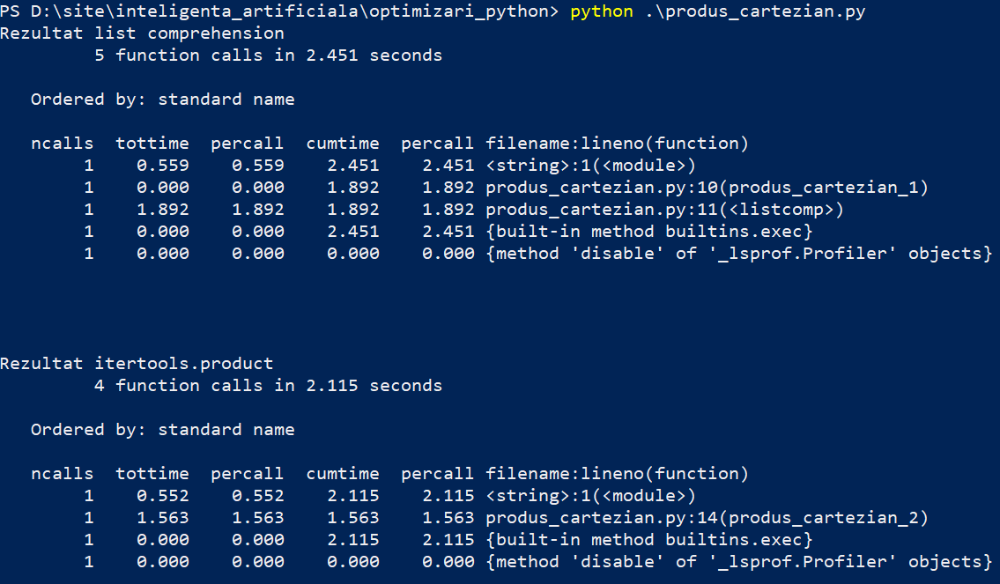 PS D:\site\inteligenta_artificiala\optimizari_python> python .\produs_cartezian.py
Rezultat list comprehension
         5 function calls in 2.451 seconds

   Ordered by: standard name

   ncalls  tottime  percall  cumtime  percall filename:lineno(function)
        1    0.559    0.559    2.451    2.451 <string>:1(<module>)
        1    0.000    0.000    1.892    1.892 produs_cartezian.py:10(produs_cartezian_1)
        1    1.892    1.892    1.892    1.892 produs_cartezian.py:11(<listcomp>)
        1    0.000    0.000    2.451    2.451 {built-in method builtins.exec}
        1    0.000    0.000    0.000    0.000 {method 'disable' of '_lsprof.Profiler' objects}

Rezultat itertools.product
         4 function calls in 2.115 seconds

   Ordered by: standard name

   ncalls  tottime  percall  cumtime  percall filename:lineno(function)
        1    0.552    0.552    2.115    2.115 <string>:1(<module>)
        1    1.563    1.563    1.563    1.563 produs_cartezian.py:14(produs_cartezian_2)
        1    0.000    0.000    2.115    2.115 {built-in method builtins.exec}
        1    0.000    0.000    0.000    0.000 {method 'disable' of '_lsprof.Profiler' objects}